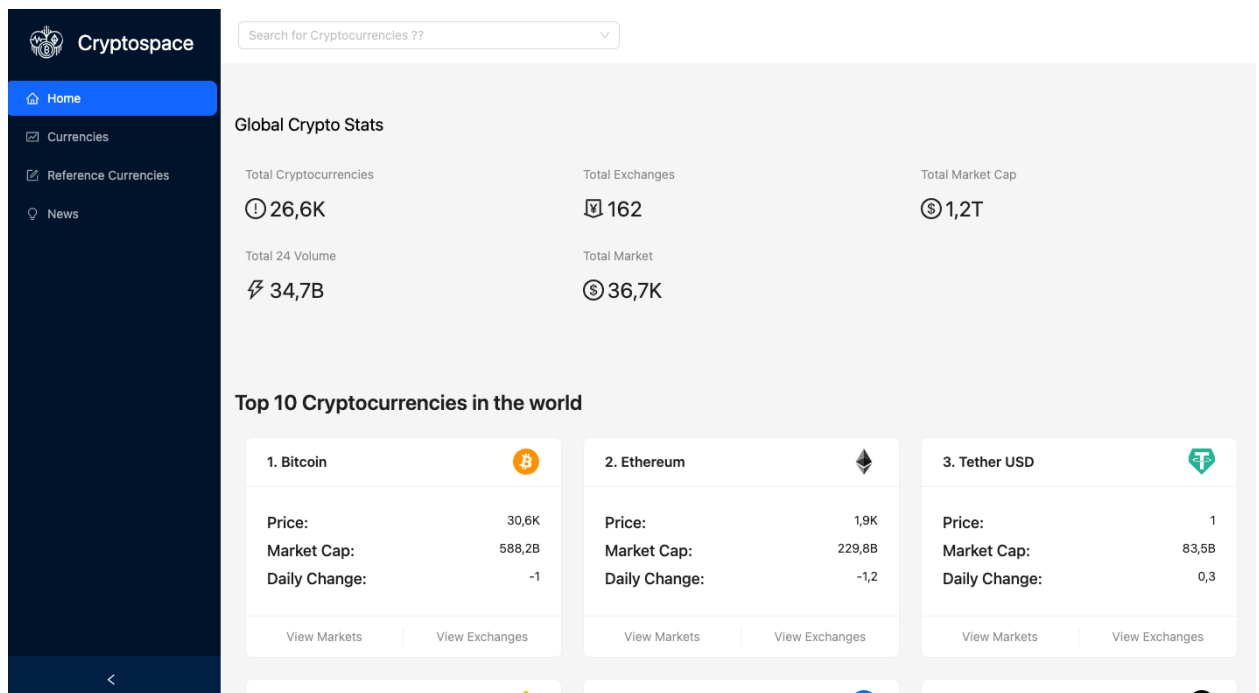 Cryptospace
Search for Cryptocurrencies ??
Home
Currencies
Reference Currencies
News
Global Crypto Stats
Total Cryptocurrencies
26,6K
Total Exchanges
162
Total Market Cap
1,2T
Total 24 Volume
34,7B
Total Market
36,7K
Top 10 Cryptocurrencies in the world
1. Bitcoin
Price: 30,6K
Market Cap: 588,2B
Daily Change: -1
View Markets View Exchanges
2. Ethereum
Price: 1,9K
Market Cap: 229,8B
Daily Change: -1,2
View Markets View Exchanges
3. Tether USD
Price: 1
Market Cap: 83,5B
Daily Change: 0,3
View Markets View Exchanges